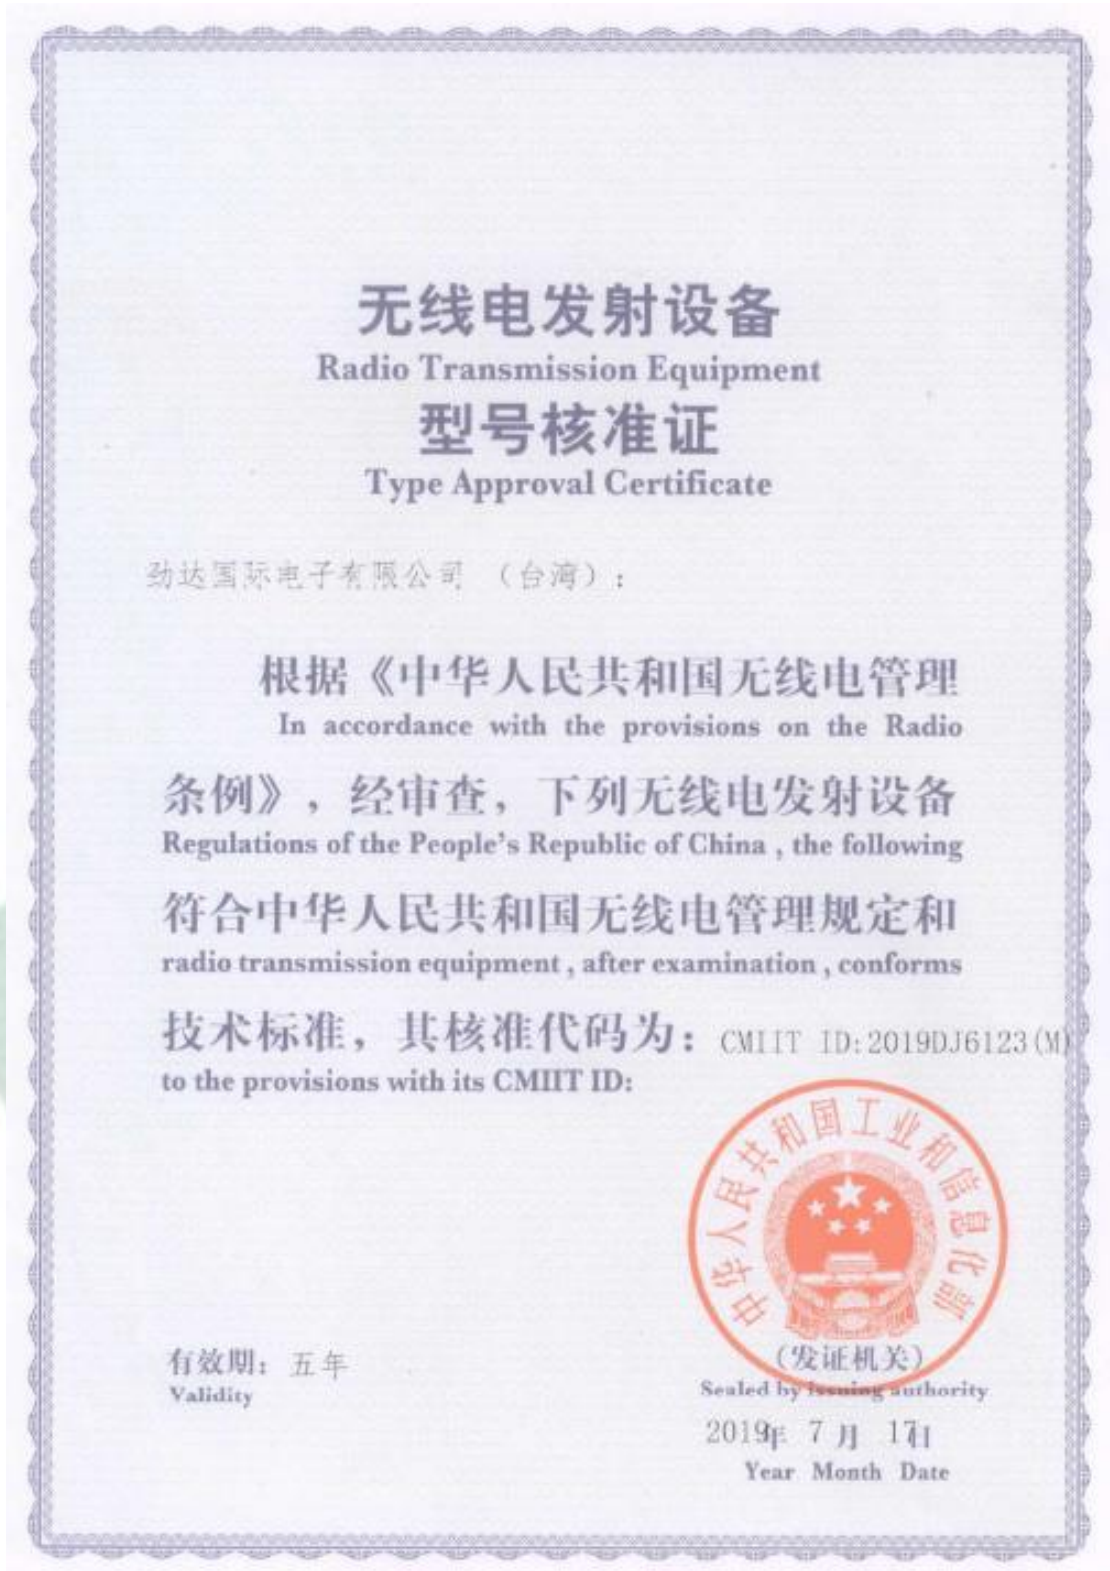 无线电发射设备
Radio Transmission Equipment
型号核准证
Type Approval Certificate
劲达国际电子有限公司 （台湾）：
根据《中华人民共和国无线电管理
In accordance with the provisions on the Radio
条例》，经审查，下列无线电发射设备
Regulations of the People's Republic of China , the following
符合中华人民共和国无线电管理规定和
radio transmission equipment , after examination , conforms
技术标准，其核准代码为：CMIIT ID:2019DJ6123(M)
to the provisions with its CMIIT ID:
中华人民共和国工业和信息化部
有效期：五年
Validity
（发证机关）
Sealed by issuing authority
2019年 7 月 17日
Year Month Date